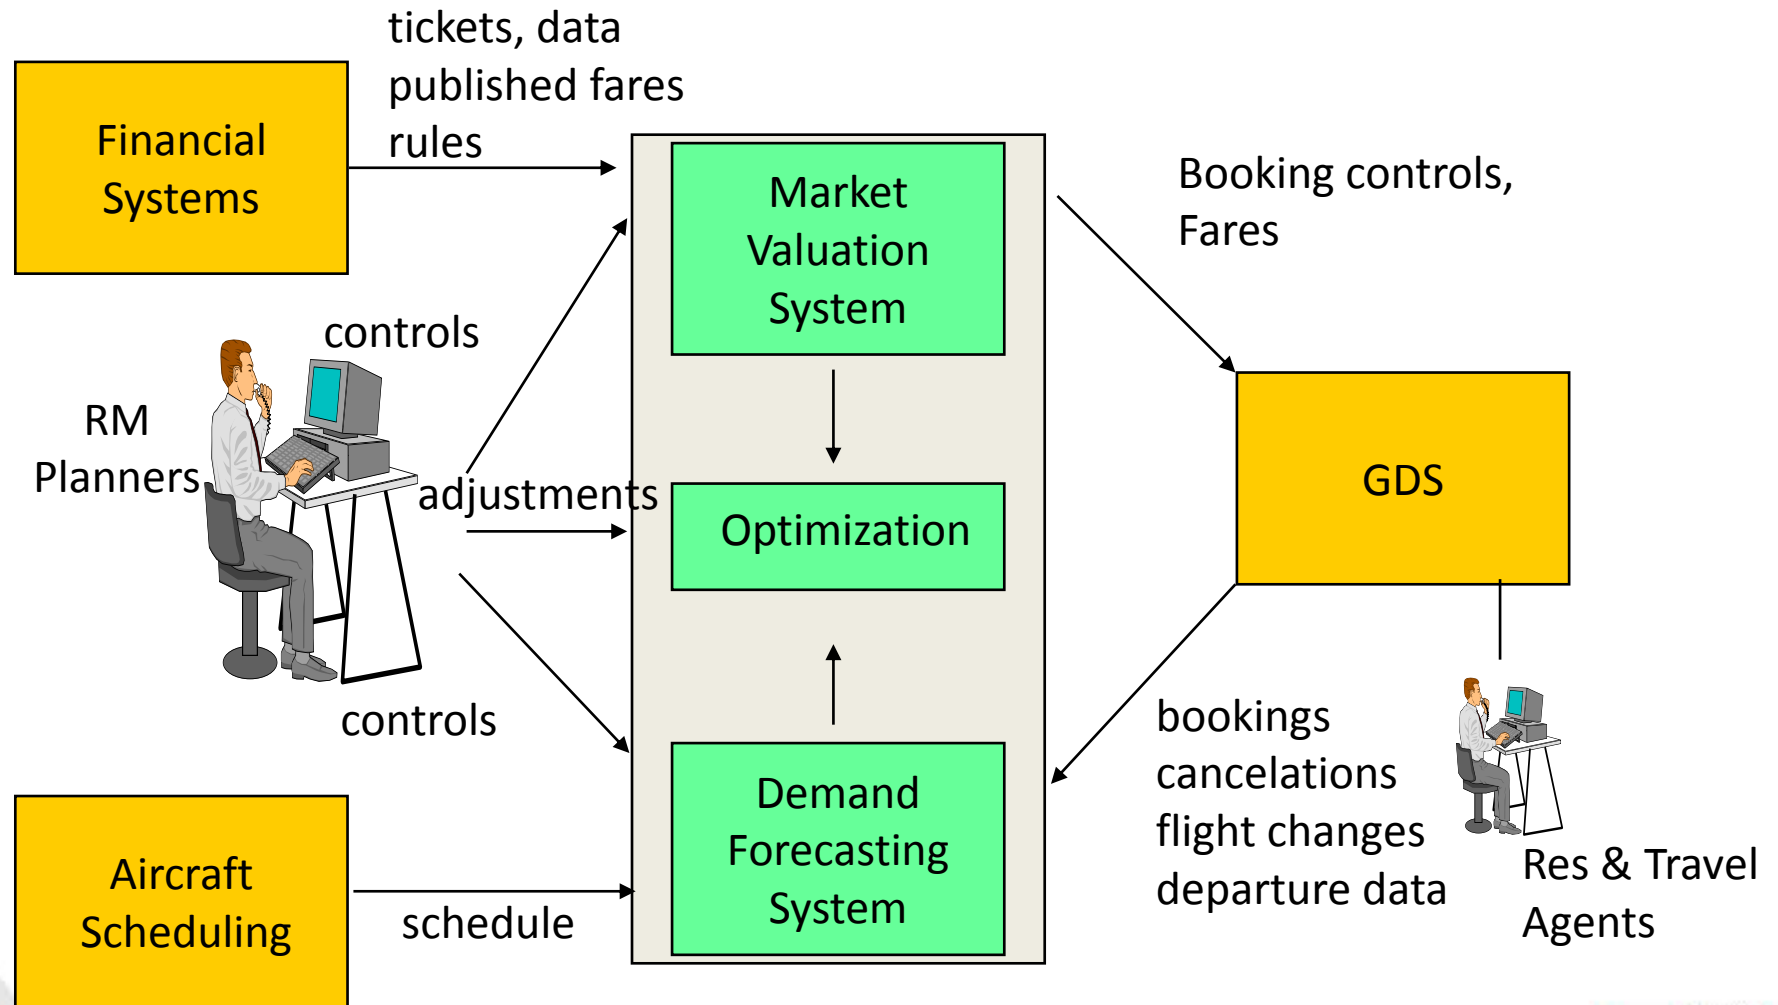 tickets, data
published fares
rules
Financial
Systems
Market
Valuation
System
Booking controls,
Fares
controls
RM
Planners
adjustments
Optimization
GDS
controls
bookings
cancelations
flight changes
departure data
Demand
Forecasting
System
Aircraft
Scheduling
schedule
Res & Travel
Agents